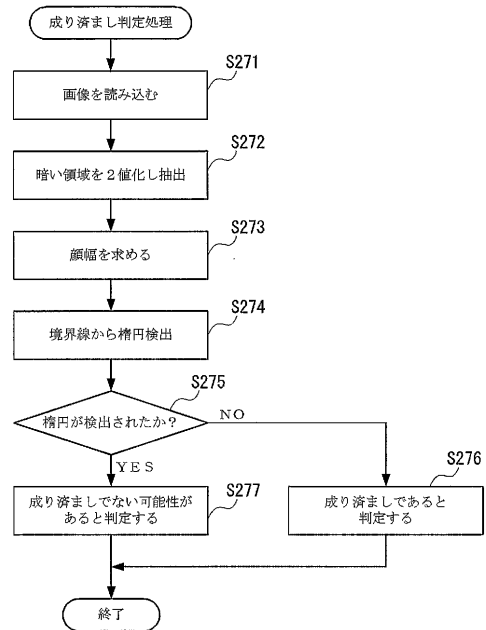 成り済まし判定処理
S271
画像を読み込む
S272
暗い領域を２値化し抽出
S273
顔幅を求める
S274
境界線から楕円検出
S275
楕円が検出されたか？
NO
YES
S276
成り済ましであると
判定する
S277
成り済ましでない可能性が
あると判定する
終了